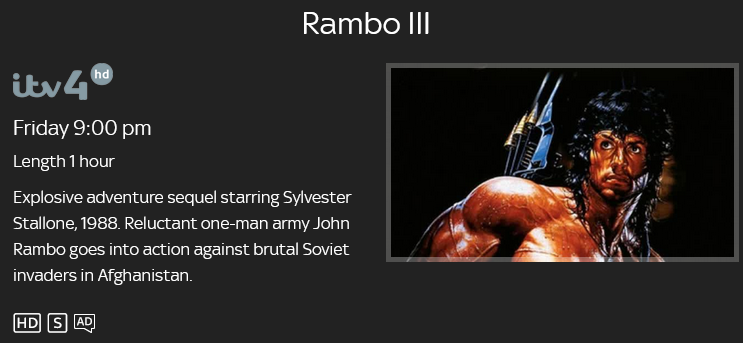 Rambo III
itv4 hd
Friday 9:00 pm
Length 1 hour
Explosive adventure sequel starring Sylvester
Stallone, 1988. Reluctant one-man army John
Rambo goes into action against brutal Soviet
invaders in Afghanistan.
HD S AD